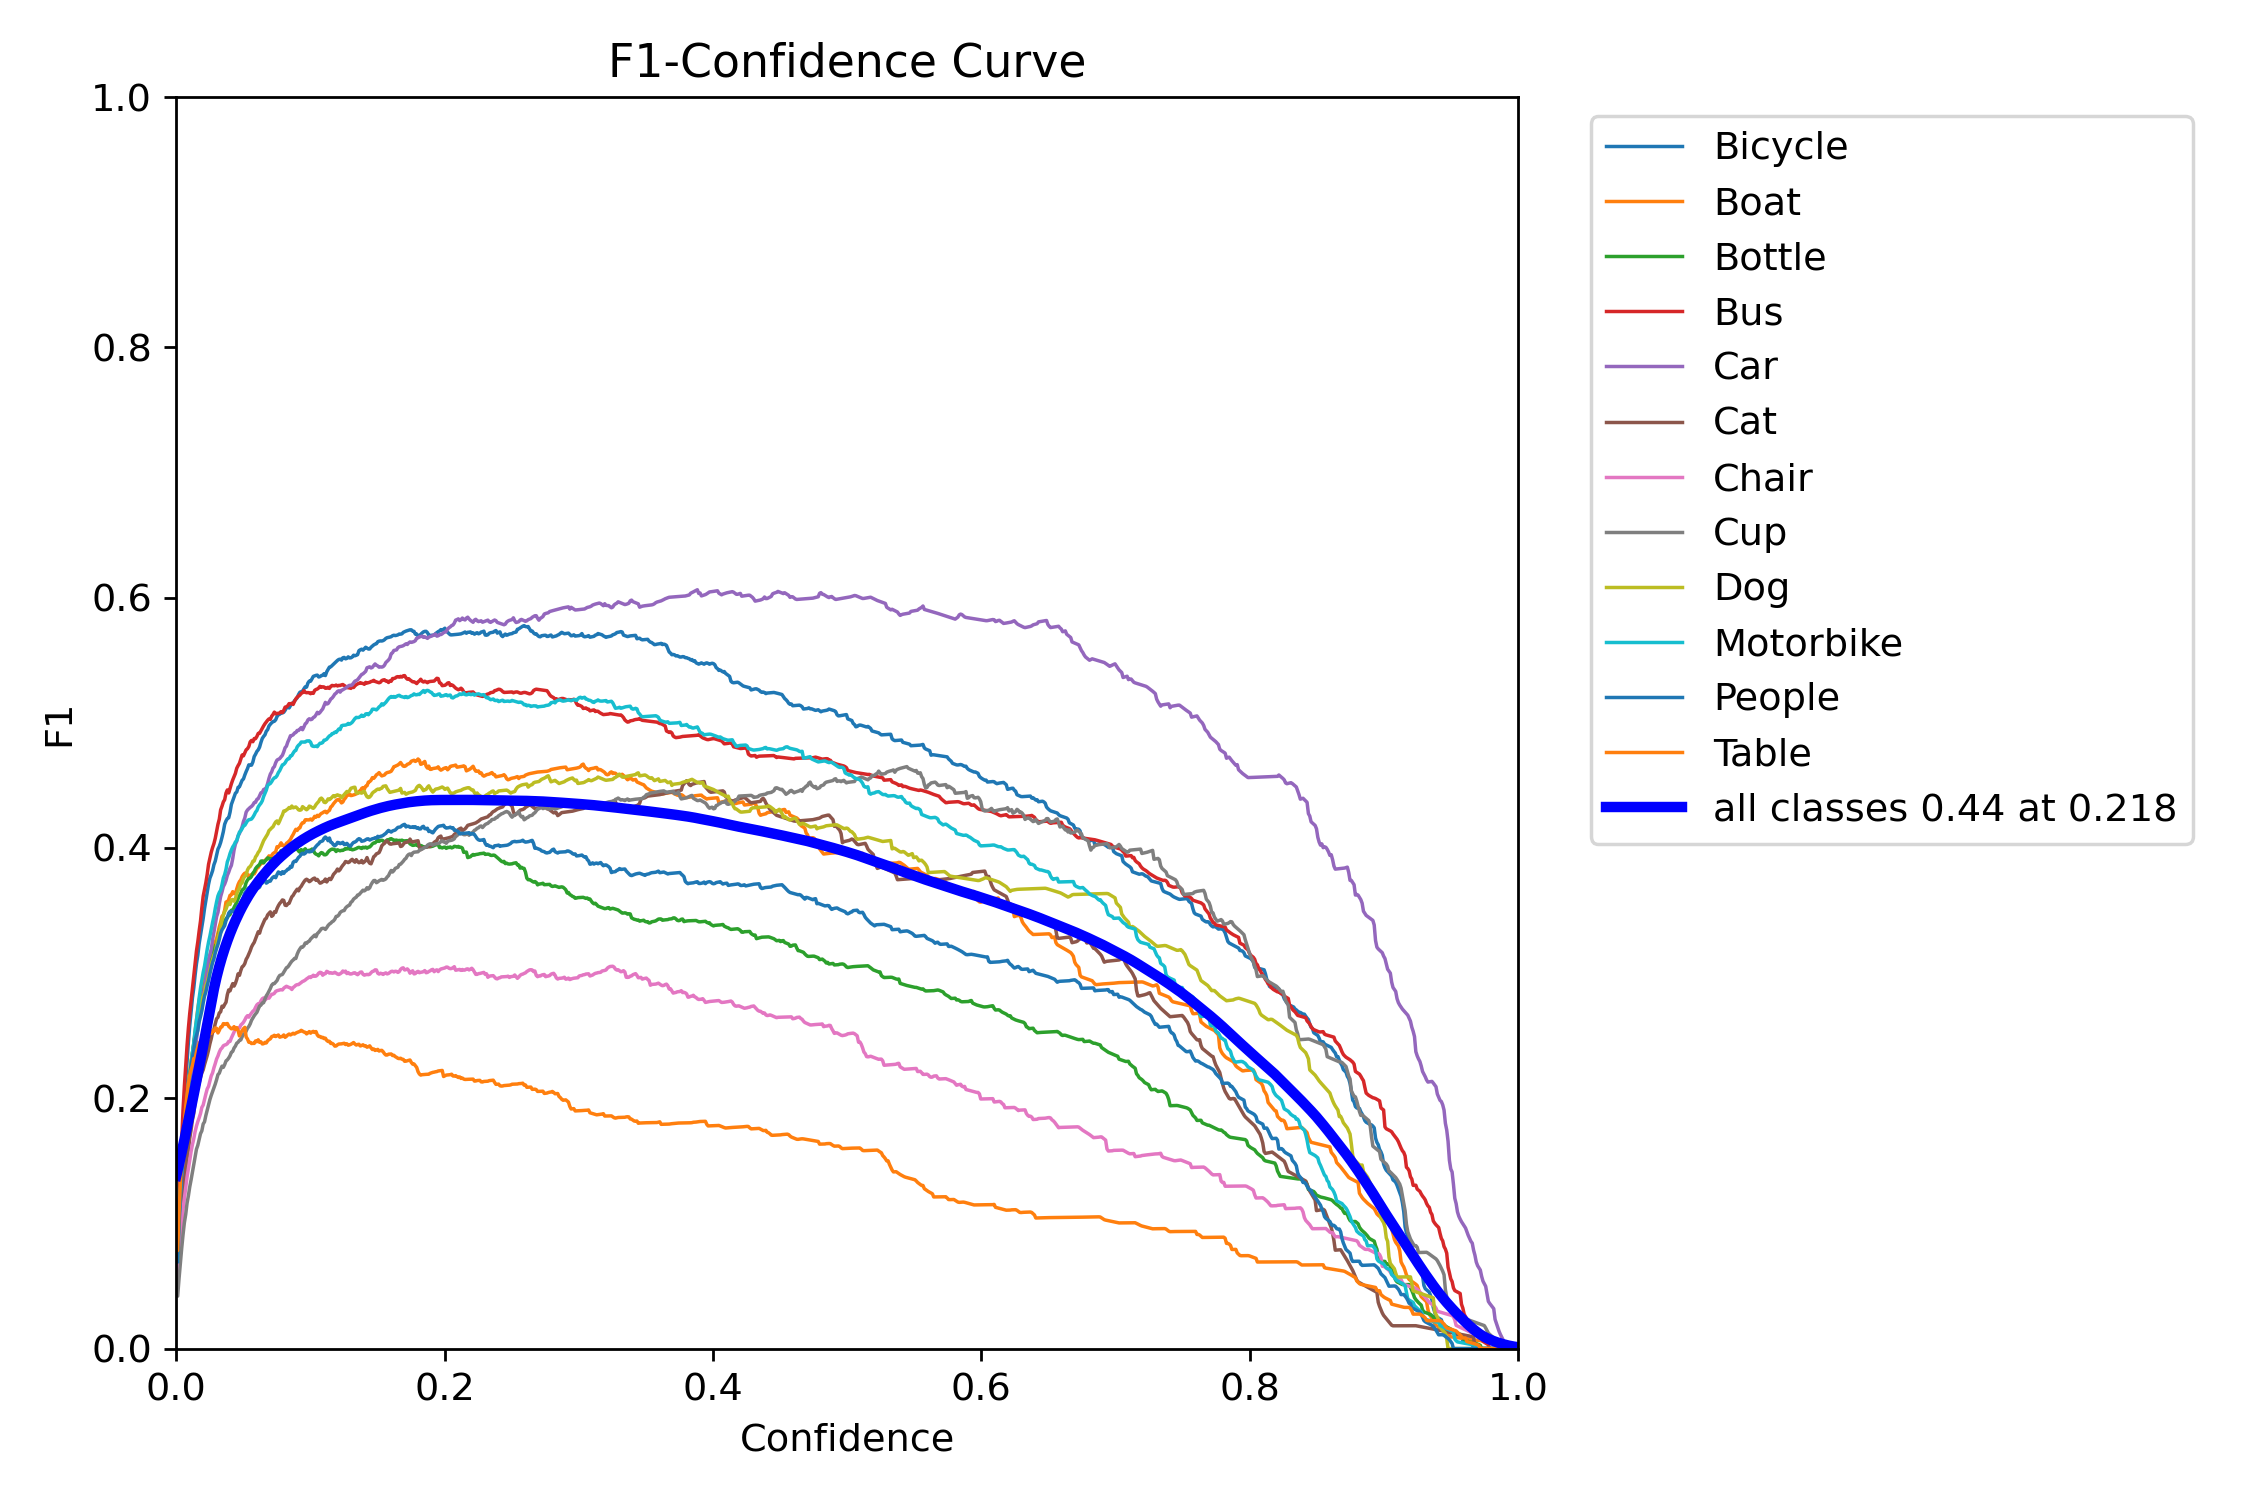 F1-Confidence Curve
1.0
0.8
0.6
0.4
0.2
0.0
F1
0.0 0.2 0.4 0.6 0.8 1.0
Confidence
Bicycle
Boat
Bottle
Bus
Car
Cat
Chair
Cup
Dog
Motorbike
People
Table
all classes 0.44 at 0.218